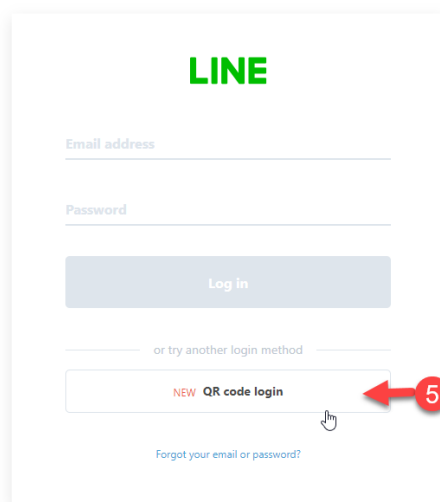 LINE
Email address
Password
Log in
or try another login method
NEW QR code login
5
Forgot your email or password?